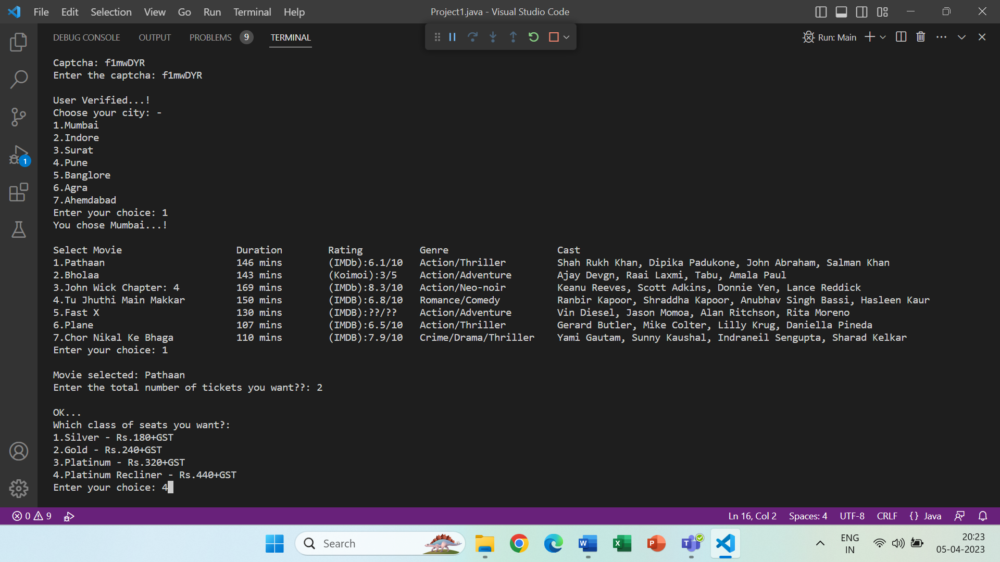 File Edit Selection View Go Run Terminal Help
Project1.java - Visual Studio Code
DEBUG CONSOLE OUTPUT PROBLEMS 9 TERMINAL
Run: Main
Captcha: f1mwDYR
Enter the captcha: f1mwDYR
User Verified...!
Choose your city: -
1.Mumbai
2.Indore
3.Surat
4.Pune
5.Banglore
6.Agra
7.Ahemdabad
Enter your choice: 1
You chose Mumbai...!
Select Movie Duration Rating Genre Cast
1.Pathaan 146 mins (IMDb):6.1/10 Action/Thriller Shah Rukh Khan, Dipika Padukone, John Abraham, Salman Khan
2.Bholaa 143 mins (Koimoi):3/5 Action/Adventure Ajay Devgn, Raai Laxmi, Tabu, Amala Paul
3.John Wick Chapter: 4 169 mins (IMDb):8.3/10 Action/Neo-noir Keanu Reeves, Scott Adkins, Donnie Yen, Lance Reddick
4.Tu Jhuthi Main Makkar 150 mins (IMDB):6.8/10 Romance/Comedy Ranbir Kapoor, Shraddha Kapoor, Anubhav Singh Bassi, Hasleen Kaur
5.Fast X 130 mins (IMDB):??/?? Action/Adventure Vin Diesel, Jason Momoa, Alan Ritchson, Rita Moreno
6.Plane 107 mins (IMDB):6.5/10 Action/Thriller Gerard Butler, Mike Colter, Lilly Krug, Daniella Pineda
7.Chor Nikal Ke Bhaga 110 mins (IMDB):7.9/10 Crime/Drama/Thriller Yami Gautam, Sunny Kaushal, Indraneil Sengupta, Sharad Kelkar
Enter your choice: 1
Movie selected: Pathaan
Enter the total number of tickets you want??: 2
OK...
Which class of seats you want?:
1.Silver - Rs.180+GST
2.Gold - Rs.240+GST
3.Platinum - Rs.320+GST
4.Platinum Recliner - Rs.440+GST
Enter your choice: 4
1
0 9
Ln 16, Col 2 Spaces: 4 UTF-8 CRLF {} Java
Search
W
X
P
T
ENG
IN
20:23
05-04-2023